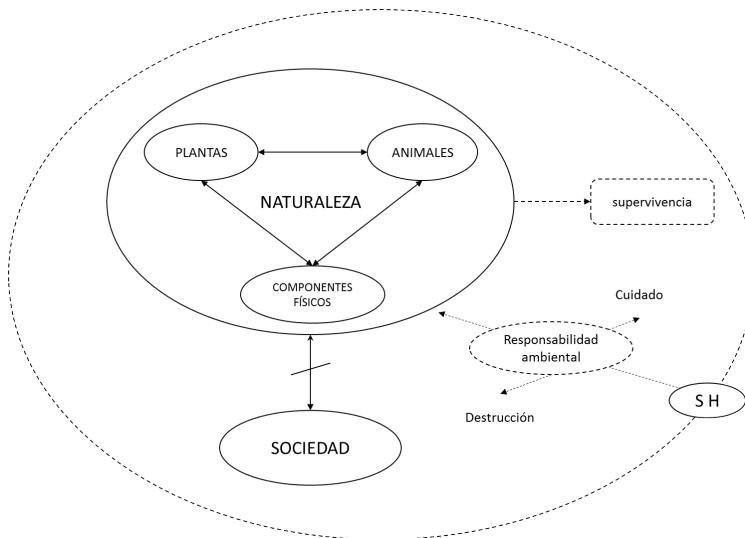 PLANTAS
ANIMALES
NATURALEZA
supervivencia
COMPONENTES
FÍSICOS
Cuidado
Responsabilidad
ambiental
S H
Destrucción
SOCIEDAD